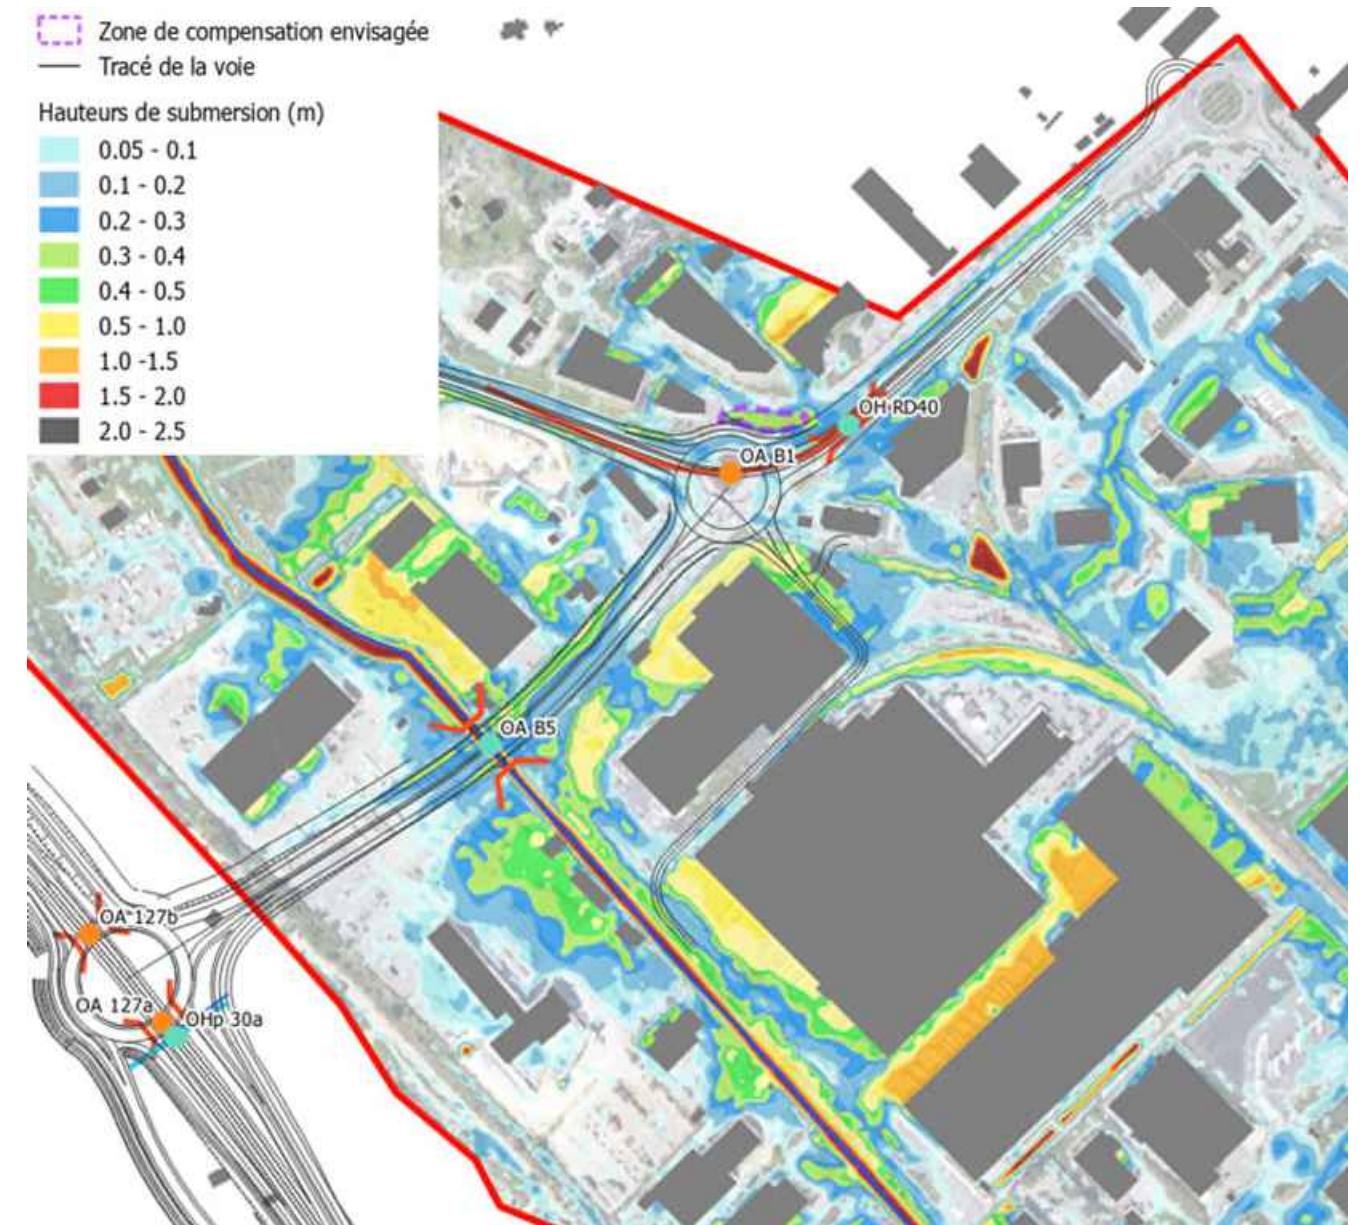 Zone de compensation envisagée
Tracé de la voie
Hauteurs de submersion (m)
0.05 - 0.1
0.1 - 0.2
0.2 - 0.3
0.3 - 0.4
0.4 - 0.5
0.5 - 1.0
1.0 -1.5
1.5 - 2.0
2.0 - 2.5
OH RD40
OA B1
OA B5
OA 127b
OA 127a
OHp 30a